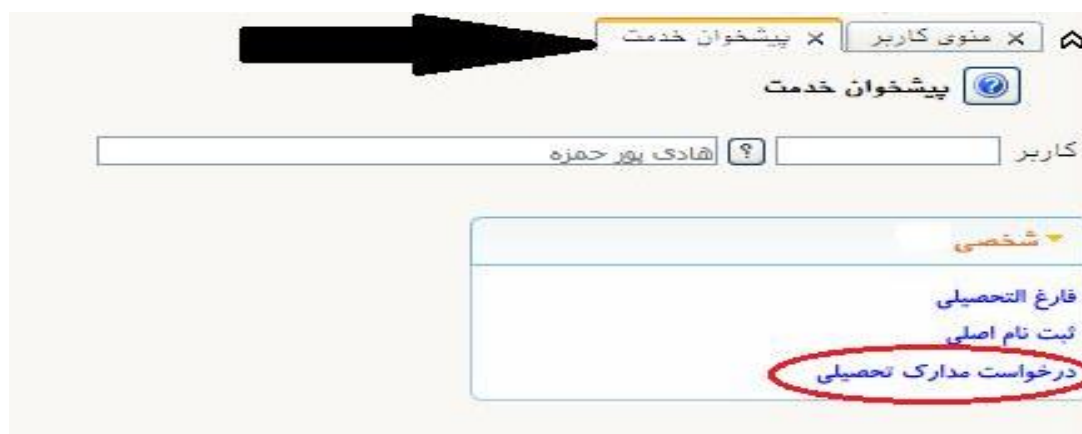 منوی کاربر × پیشخوان خدمت ×
پیشخوان خدمت
کاربر ؟ هادی پور حمزه
شخصی
فارغ التحصیلی
ثبت نام اصلی
درخواست مدارک تحصیلی